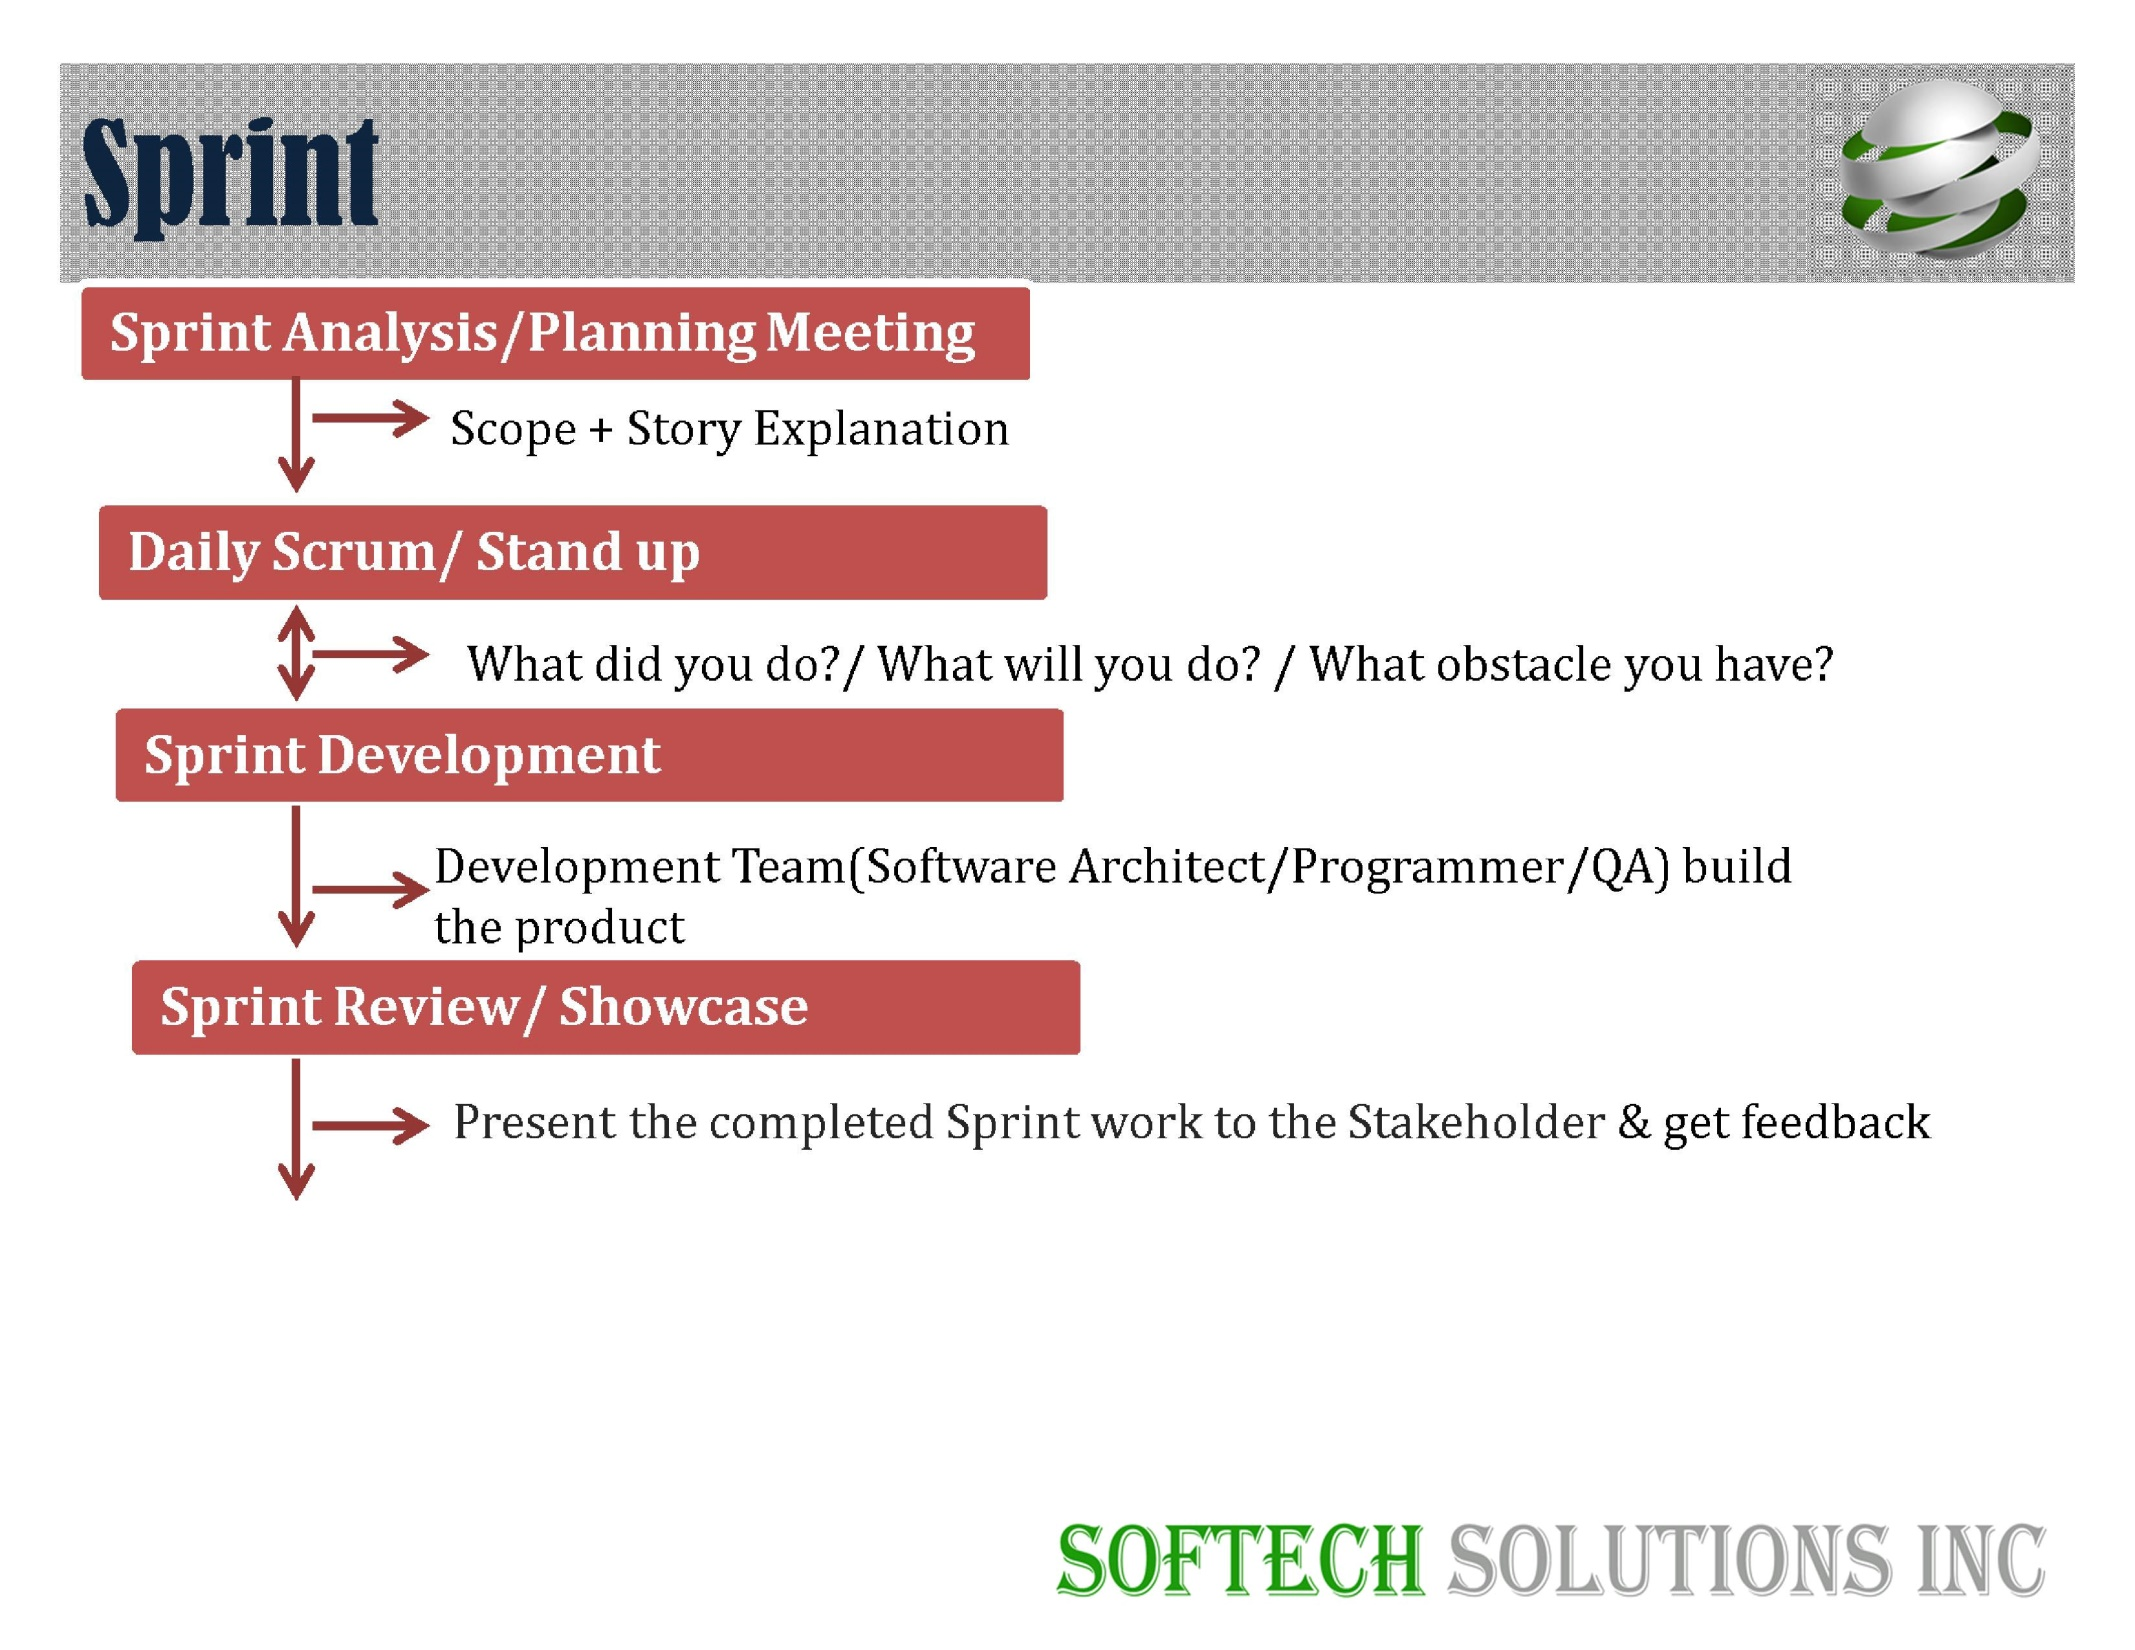 Sprint
Sprint Analysis/Planning Meeting
Scope + Story Explanation
Daily Scrum/ Stand up
What did you do?/ What will you do? / What obstacle you have?
Sprint Development
Development Team(Software Architect/Programmer/QA) build
the product
Sprint Review/ Showcase
Present the completed Sprint work to the Stakeholder & get feedback
SOFTECH SOLUTIONS INC